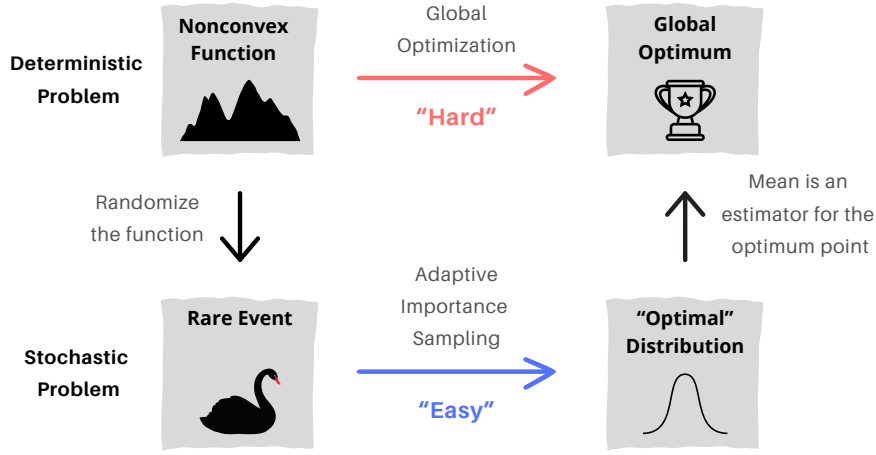 Deterministic
Problem
Nonconvex
Function
Global
Optimization
“Hard”
Global
Optimum
Randomize
the function
Mean is an
estimator for the
optimum point
Stochastic
Problem
Rare Event
Adaptive
Importance
Sampling
“Easy”
“Optimal”
Distribution